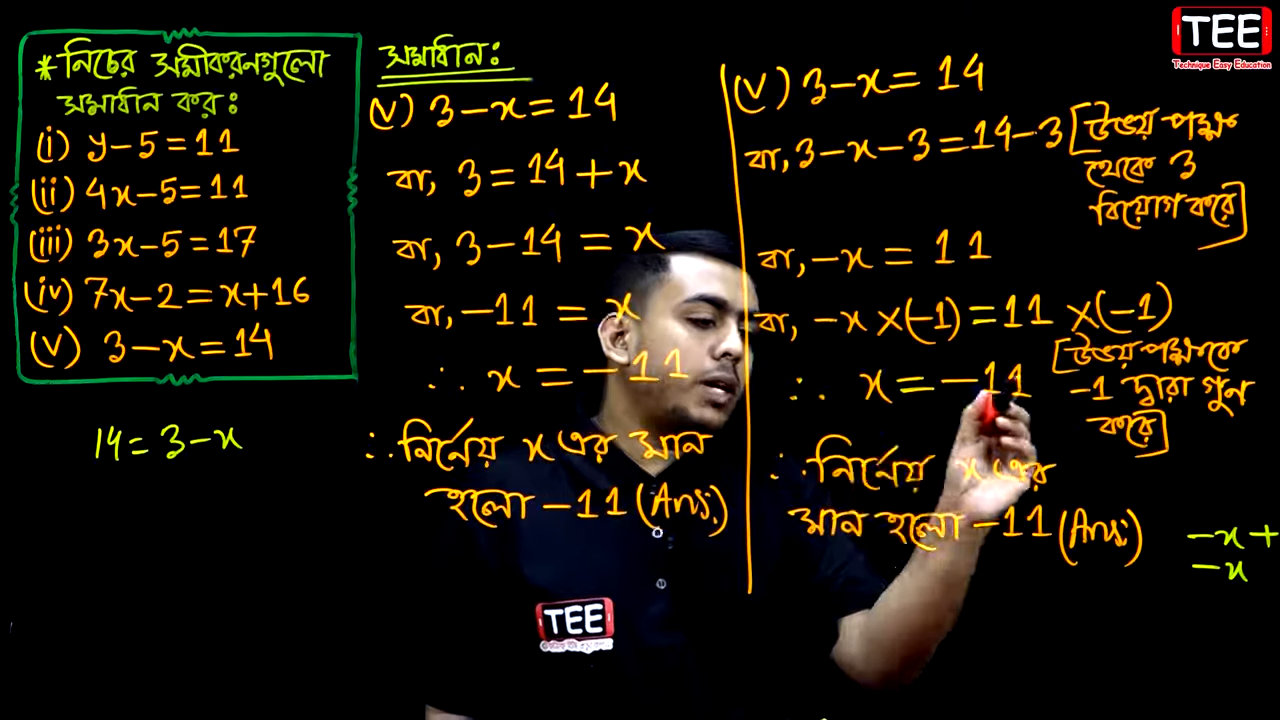 * নিচের সমীকরনগুলো
সমাধান কর:
(i) y-5=11
(ii) 4x-5=11
(iii) 3x-5=17
(iv) 7x-2=x+16
(v) 3-x=14
14=3-x
সমাধান:
(v) 3-x=14
বা, 3=14+x
বা, 3-14=x
বা, -11=x
∴ x=-11
∴ নির্নেয় x এর মান
হলো -11 (Ans:)
(v) 3-x=14
বা, 3-x-3=14-3 [উভয় পক্ষ
থেকে 3
বিয়োগ করে]
বা, -x=11
বা, -x×(-1)=11×(-1)
[উভয় পক্ষকে
-1 দ্বারা গুন
করে]
∴ x=-11
∴ নির্নেয় x এর
মান হলো -11 (Ans:)
-x+
-x
TEE
Technique Easy Education
TEE